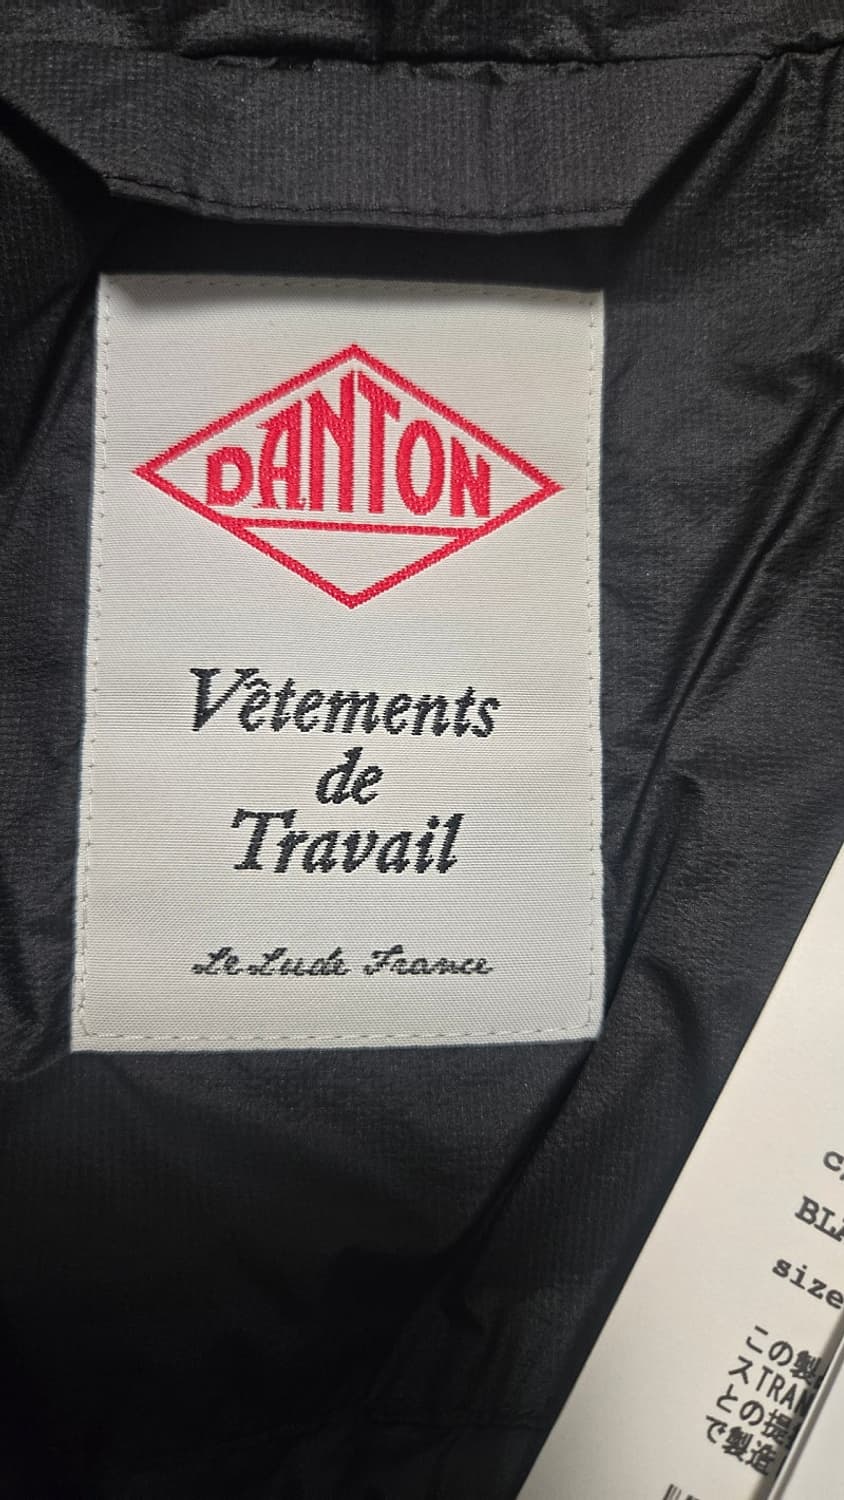 DANTON
Vêtements
de
Travail
Le Lude France
size
この製
スTRAN
との提
で製造